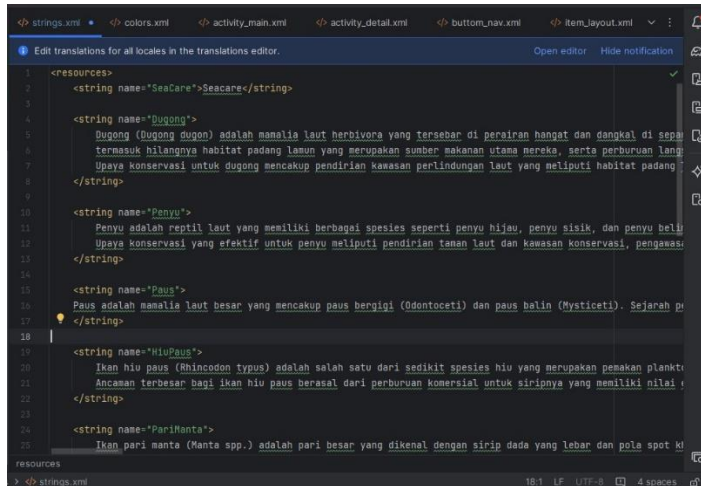 strings.xml
colors.xml
activity_main.xml
activity_detail.xml
buttom_nav.xml
item_layout.xml
Edit translations for all locales in the translations editor. Open editor Hide notification
1 <resources>
2 <string name="SeaCare">Seacare</string>
3
4 <string name="Dugong">
5 Dugong (Dugong dugon) adalah mamalia laut herbivora yang tersebar di perairan hangat dan dangkal di
6 termasuk hilangnya habitat padang lamun yang merupakan sumber makanan utama mereka, serta perburuan
7 Upaya konservasi untuk dugong mencakup pendirian kawasan perlindungan laut yang meliputi habitat padang
8 </string>
9
10 <string name="Penyu">
11 Penyu adalah reptil laut yang memiliki berbagai spesies seperti penyu hijau, penyu sisik, dan penyu
12 Upaya konservasi yang efektif untuk penyu meliputi pendirian taman laut dan kawasan konservasi,
13 </string>
14
15 <string name="Paus">
16 Paus adalah mamalia laut besar yang mencakup paus bergigi (Odontoceti) dan paus balin (Mysticeti). Sejarah
17 </string>
18
19 <string name="HiuPaus">
20 Ikan hiu paus (Rhincodon typus) adalah salah satu dari sedikit spesies hiu yang merupakan pemakan
21 Ancaman terbesar bagi ikan hiu paus berasal dari perburuan komersial untuk siripnya yang memiliki nilai
22 </string>
23
24 <string name="PariManta">
25 Ikan pari manta (Manta spp.) adalah pari besar yang dikenal dengan sirip dada yang lebar dan pola spot
resources
strings.xml 18:1 LF UTF-8 4 spaces